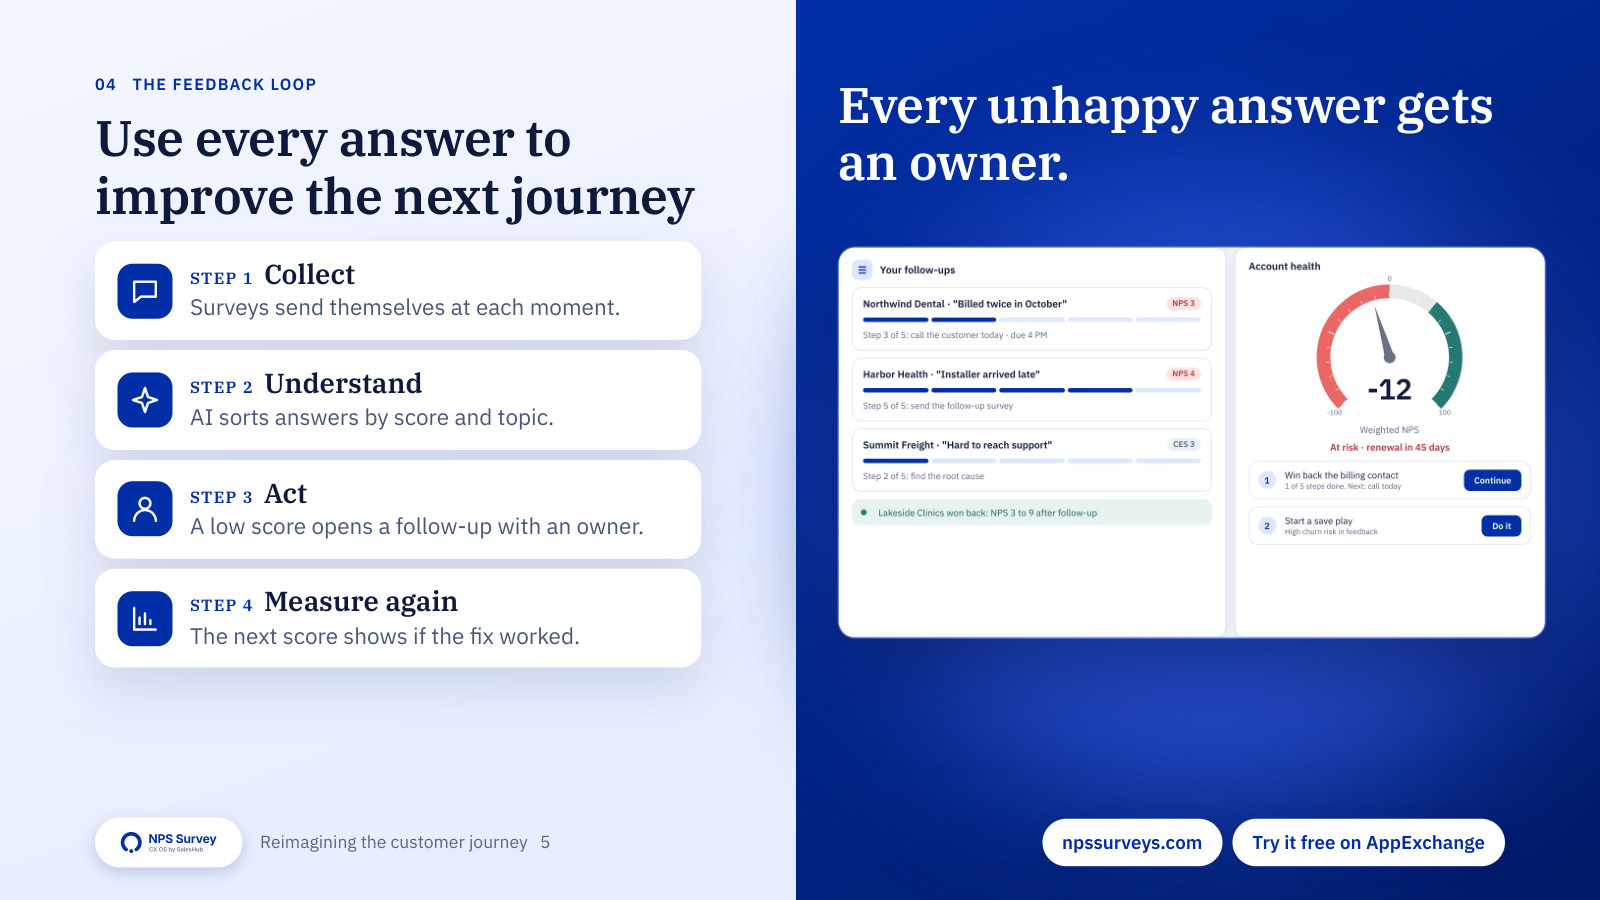 04 THE FEEDBACK LOOP
Use every answer to
improve the next journey
STEP 1 Collect
Surveys send themselves at each moment.
STEP 2 Understand
AI sorts answers by score and topic.
STEP 3 Act
A low score opens a follow-up with an owner.
STEP 4 Measure again
The next score shows if the fix worked.
NPS Survey
CX OS by SalesHub
Reimagining the customer journey 5
Every unhappy answer gets
an owner.
Your follow-ups
Northwind Dental · "Billed twice in October" NPS 3
Step 3 of 5: call the customer today · due 4 PM
Harbor Health · "Installer arrived late" NPS 4
Step 5 of 5: send the follow-up survey
Summit Freight · "Hard to reach support" CES 3
Step 2 of 5: find the root cause
Lakeside Clinics won back: NPS 3 to 9 after follow-up
Account health
0
-12
-100 100
Weighted NPS
At risk · renewal in 45 days
1 Win back the billing contact
1 of 5 steps done. Next: call today
Continue
2 Start a save play
High churn risk in feedback
Do it
npssurveys.com
Try it free on AppExchange